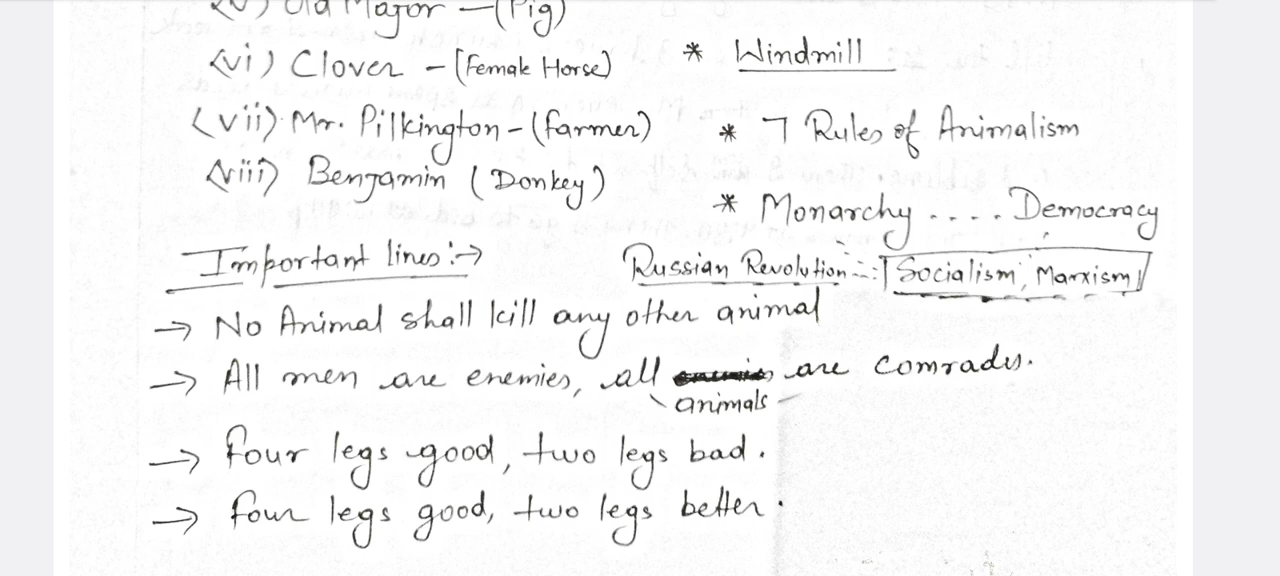 (v) Old Major - (Pig)
(vi) Clover - (Female Horse)
* Windmill
(vii) Mr. Pilkington - (farmer)
* 7 Rules of Animalism
(viii) Benjamin (Donkey)
* Monarchy .... Democracy
Important lines :→
Russian Revolution ---: Socialism, Marxism
→ No Animal shall kill any other animal
→ All men are enemies, all animals are comrades.
→ four legs good, two legs bad.
→ four legs good, two legs better.